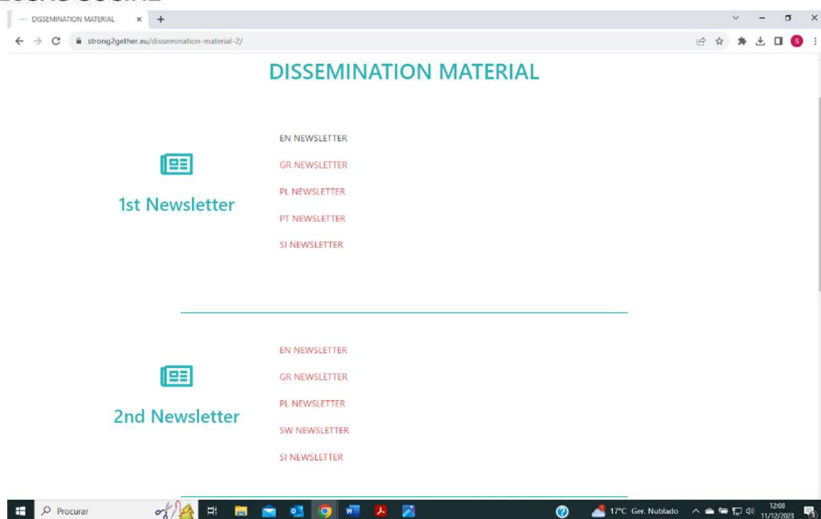 DISSEMINATION MATERIAL
strong2gether.eu/dissemination-material-2/
S
DISSEMINATION MATERIAL
1st Newsletter
EN NEWSLETTER
GR NEWSLETTER
PL NEWSLETTER
PT NEWSLETTER
SI NEWSLETTER
2nd Newsletter
EN NEWSLETTER
GR NEWSLETTER
PL NEWSLETTER
SW NEWSLETTER
SI NEWSLETTER
Procurar
17°C Ger. Nublado
12:08
11/12/2023